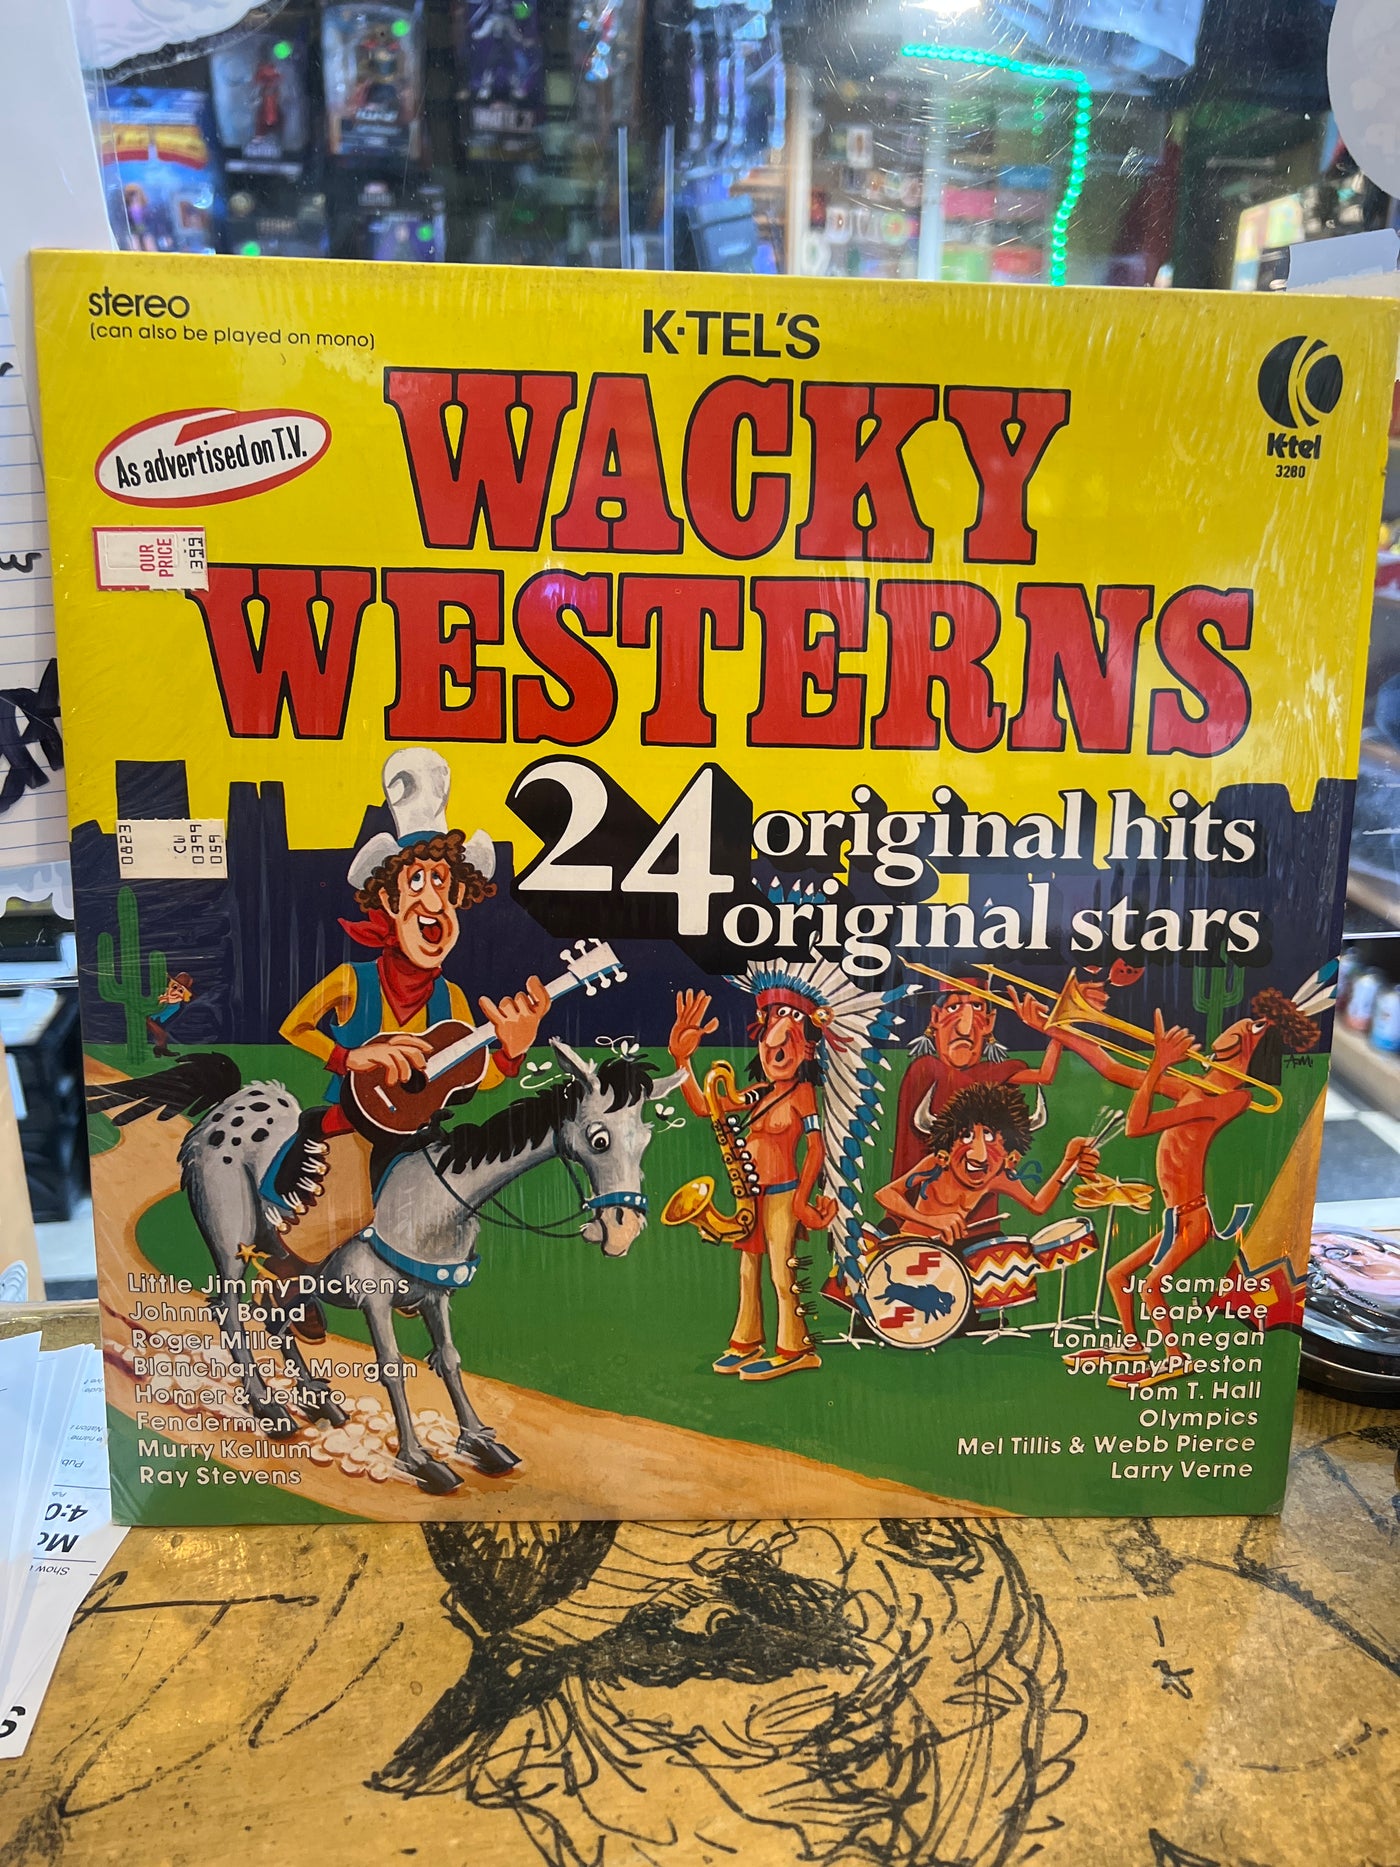 stereo
(can also be played on mono)
K·TEL'S
WACKY
WESTERNS
As advertised on T.V.
K-tel
3280
OUR
PRICE
3.99
24 original hits
original stars
Little Jimmy Dickens
Johnny Bond
Roger Miller
Blanchard & Morgan
Homer & Jethro
Fendermen
Murry Kellum
Ray Stevens
Jr. Samples
Leapy Lee
Lonnie Donegan
Johnny Preston
Tom T. Hall
Olympics
Mel Tillis & Webb Pierce
Larry Verne